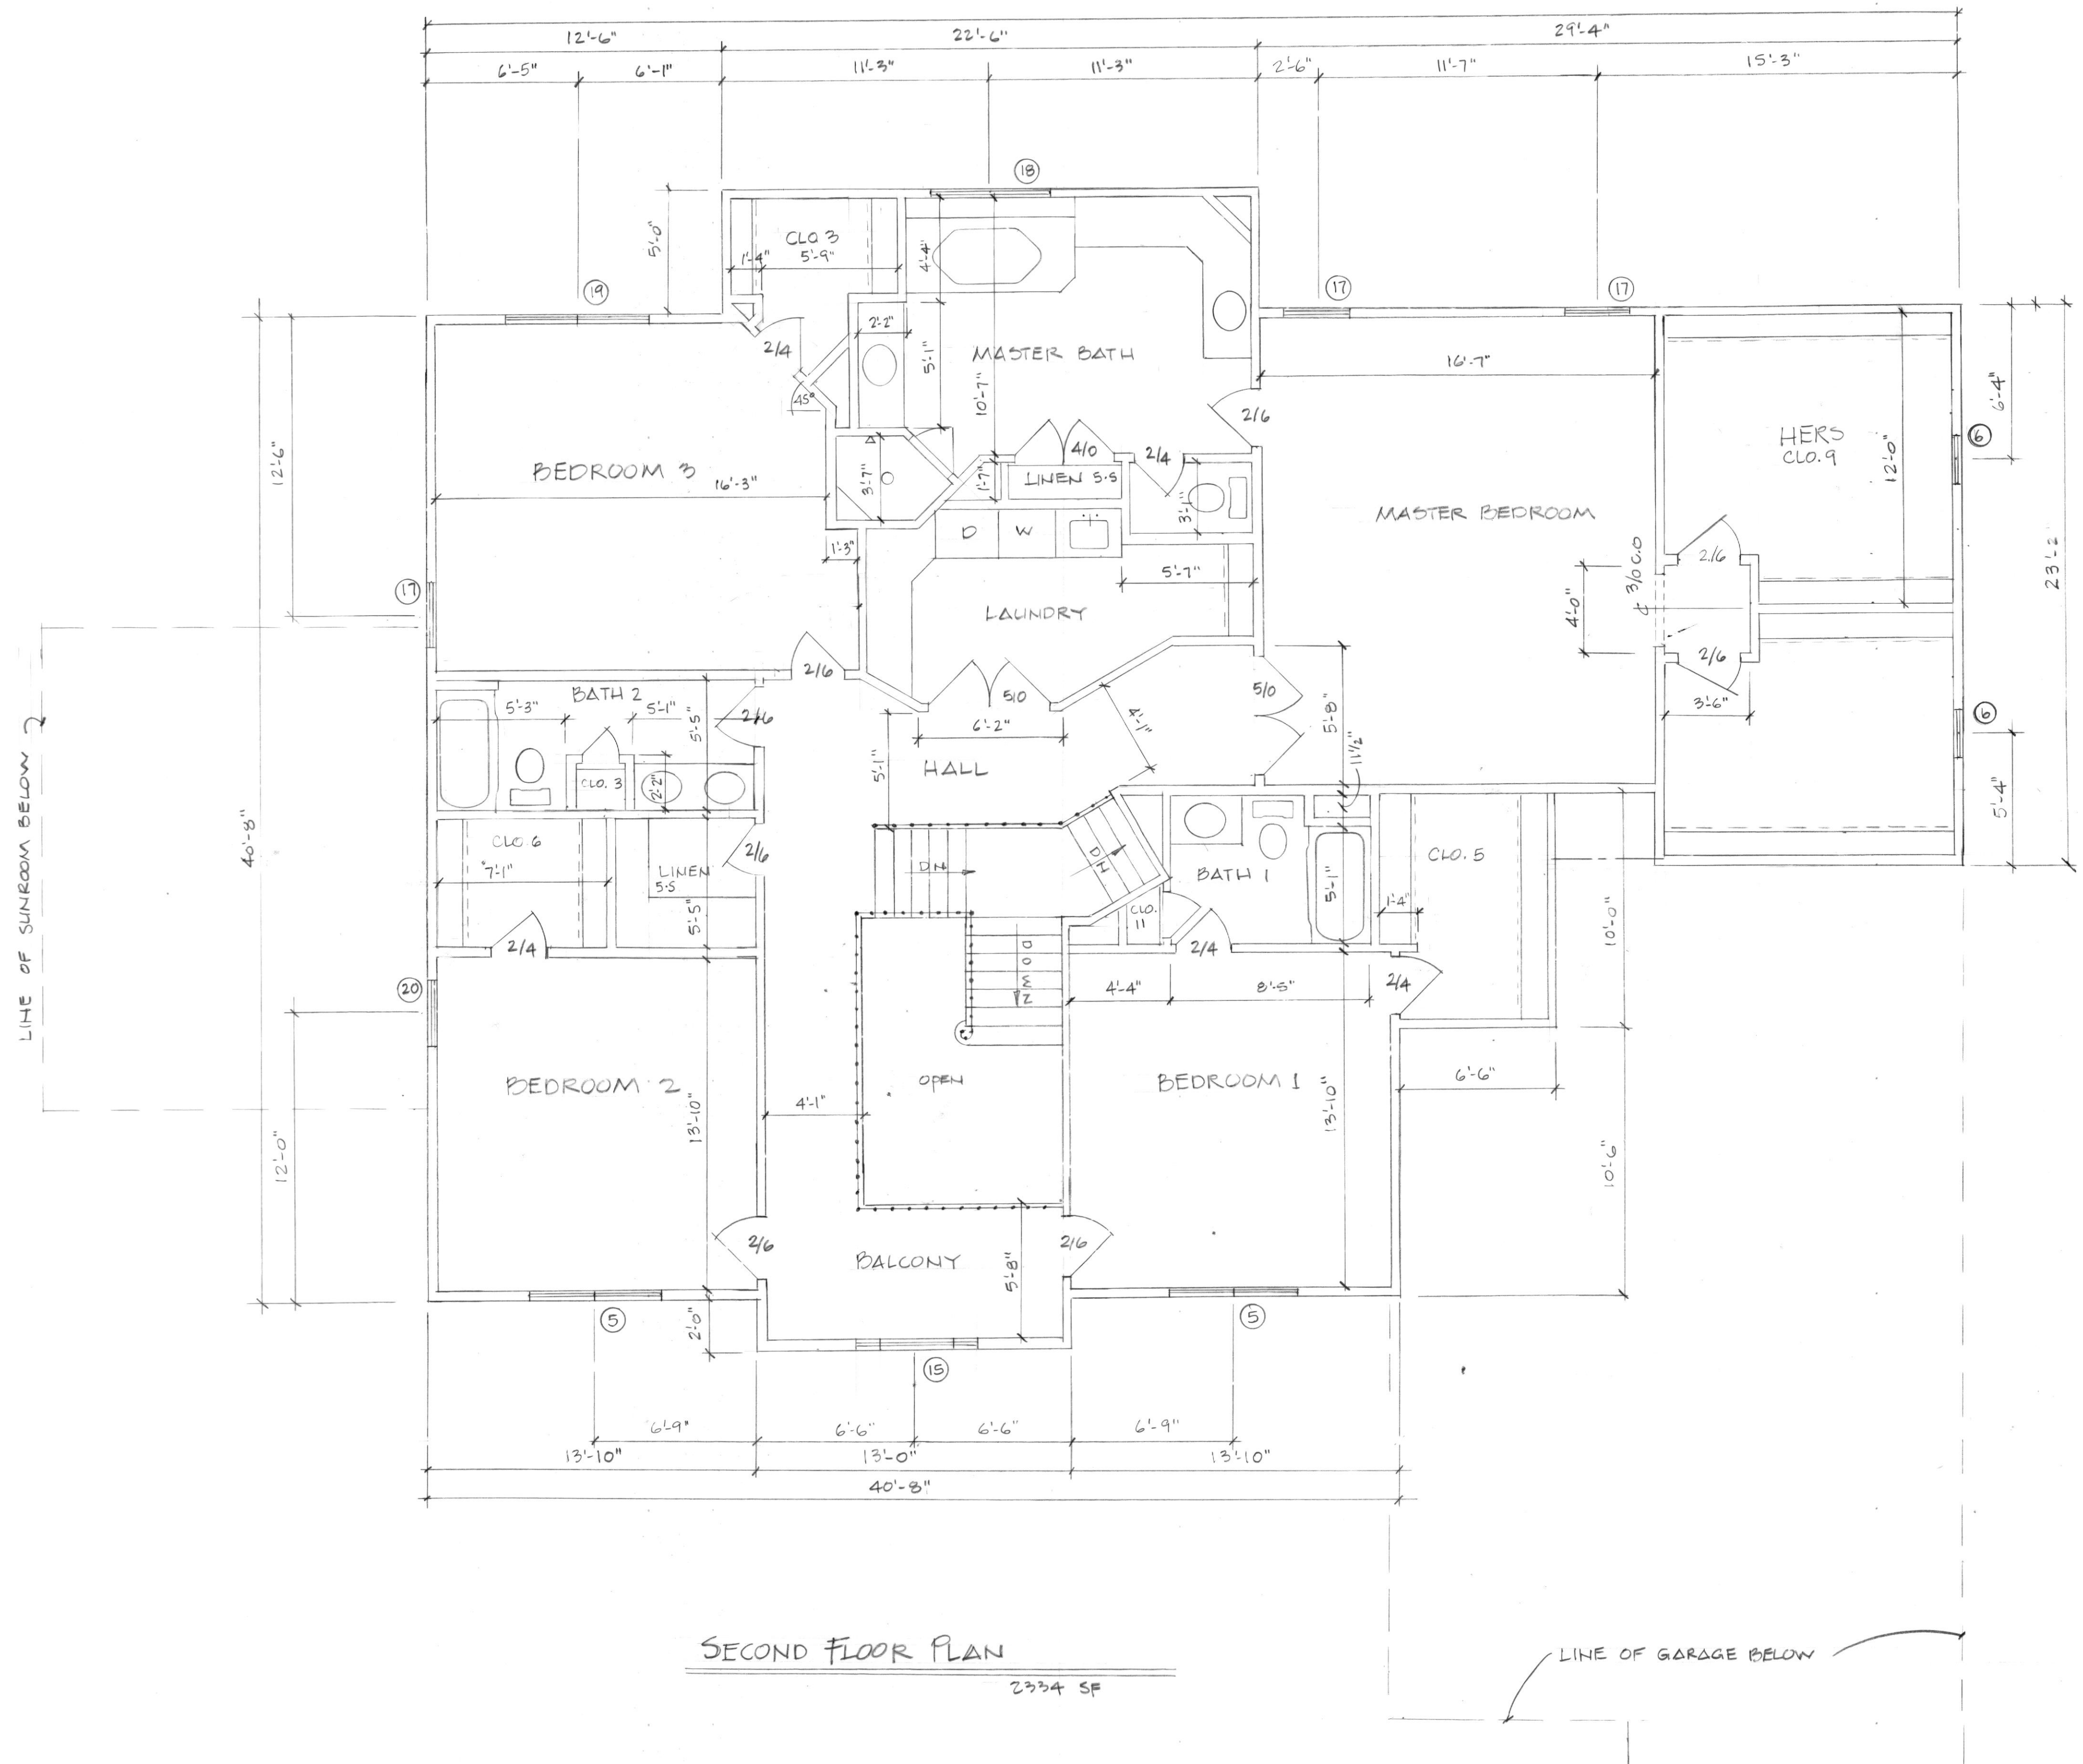 12'-6" 22'-6" 29'-4"
6'-5" 6'-1" 11'-3" 11'-3" 2'-6" 11'-7" 15'-3"
18
5'-0"
CLO 3
1'-4" 5'-9"
4'-4"
19
17
17
2'-2"
2/4
5'-1"
MASTER BATH
10'-7"
16'-7"
6'-4"
45°
2/6
HERS
CLO. 9
12'-0"
6
12'-6"
BEDROOM 3
16'-3"
3'-7"
4/0
2/4
1'-7"
LINEN 5-5
3'-1"
MASTER BEDROOM
D W
1'-3"
5'-7"
3/0 C.O
2/6
23'-2
17
LAUNDRY
4'-0"
2/6
2/6
5/0
5/0
3'-6"
BATH 2
5'-3" 5'-1"
5'-5"
2/6
6'-2"
4'-1"
5'-8"
11 1/2"
6
LINE OF SUNROOM BELOW
5'-1"
HALL
CLO. 3
2'-2"
5'-4"
40'-8"
CLO 6
7'-1"
2/6
LINEN
5-5
5'-5"
DN
DN
BATH 1
5'-1"
CLO. 5
1'-4"
CLO.
11
2/4
2/4
10'-0"
20
DOWN
4'-4" 8'-5"
2/4
BEDROOM 2
13'-10"
4'-1"
OPEN
BEDROOM 1
13'-10"
6'-6"
12'-0"
10'-6"
2/6
BALCONY
5'-8"
2/6
5
2'-0"
5
15
6'-9" 6'-6" 6'-6" 6'-9"
13'-10" 13'-0" 13'-10"
40'-8"
SECOND FLOOR PLAN
2334 SF
LINE OF GARAGE BELOW